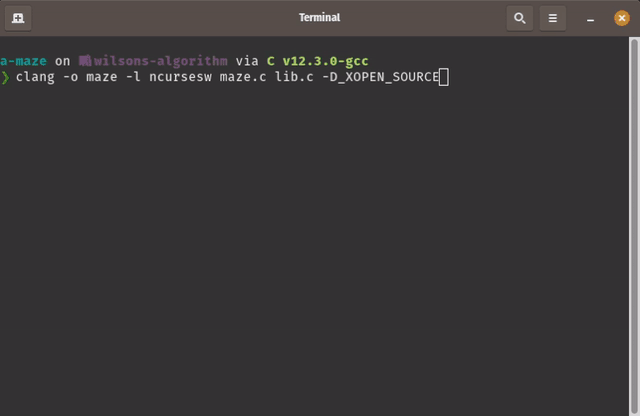 Terminal
a-maze on wilsons-algorithm via C v12.3.0-gcc
❯ clang -o maze -l ncursesw maze.c lib.c -D_XOPEN_SOURCE